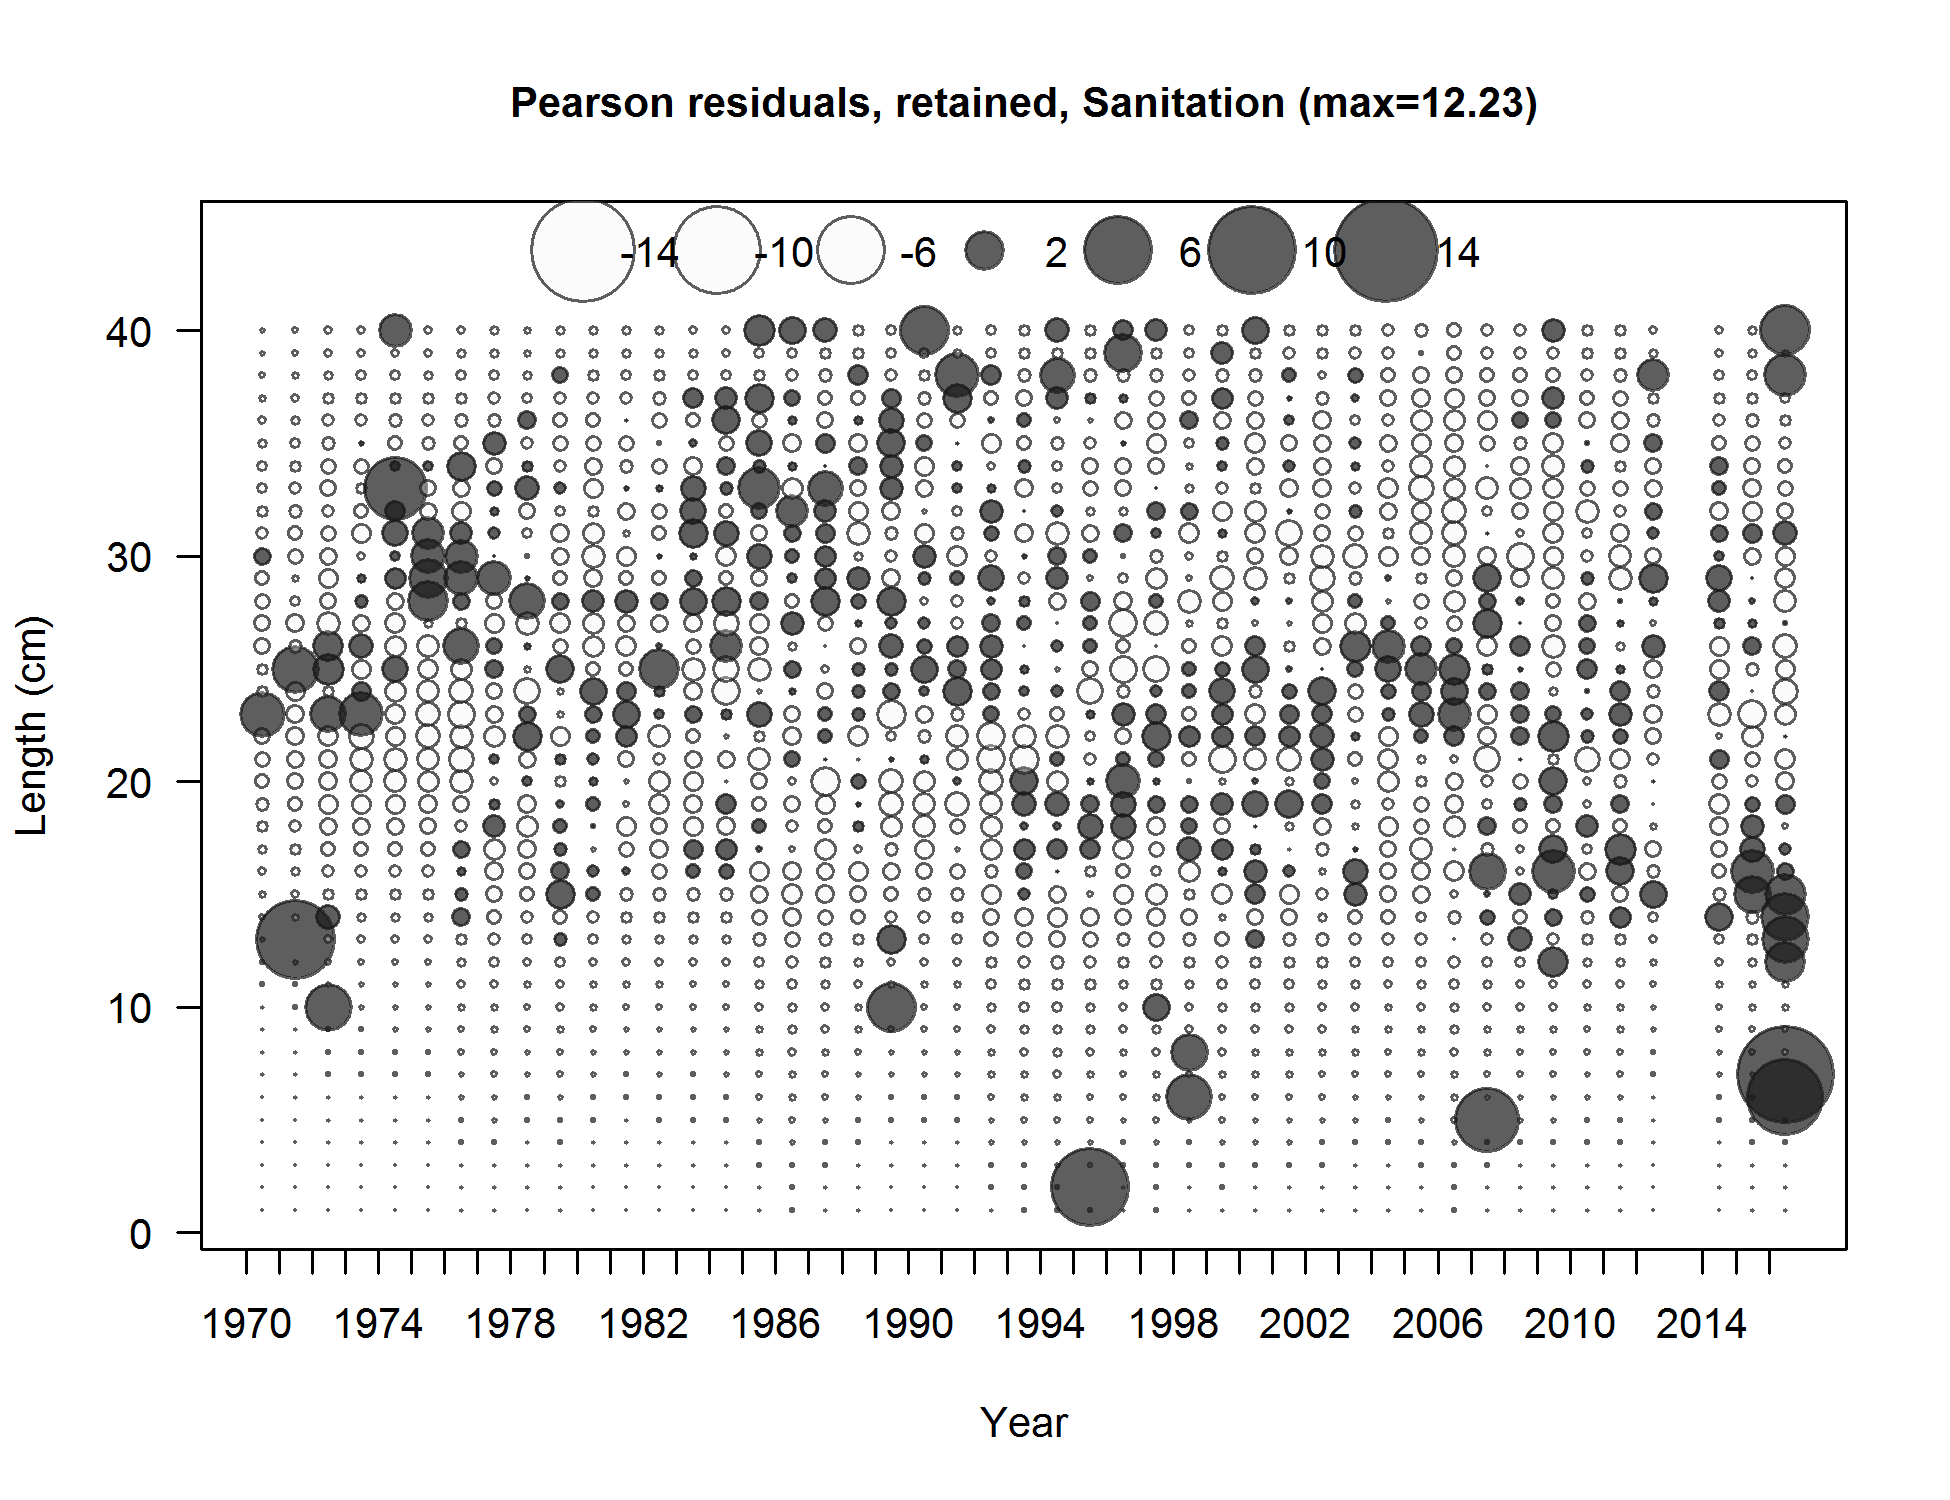 Pearson residuals, retained, Sanitation (max=12.23)
-14 -10 -6 2 6 10 14
40
30
20
10
0
Length (cm)
1970 1974 1978 1982 1986 1990 1994 1998 2002 2006 2010 2014
Year